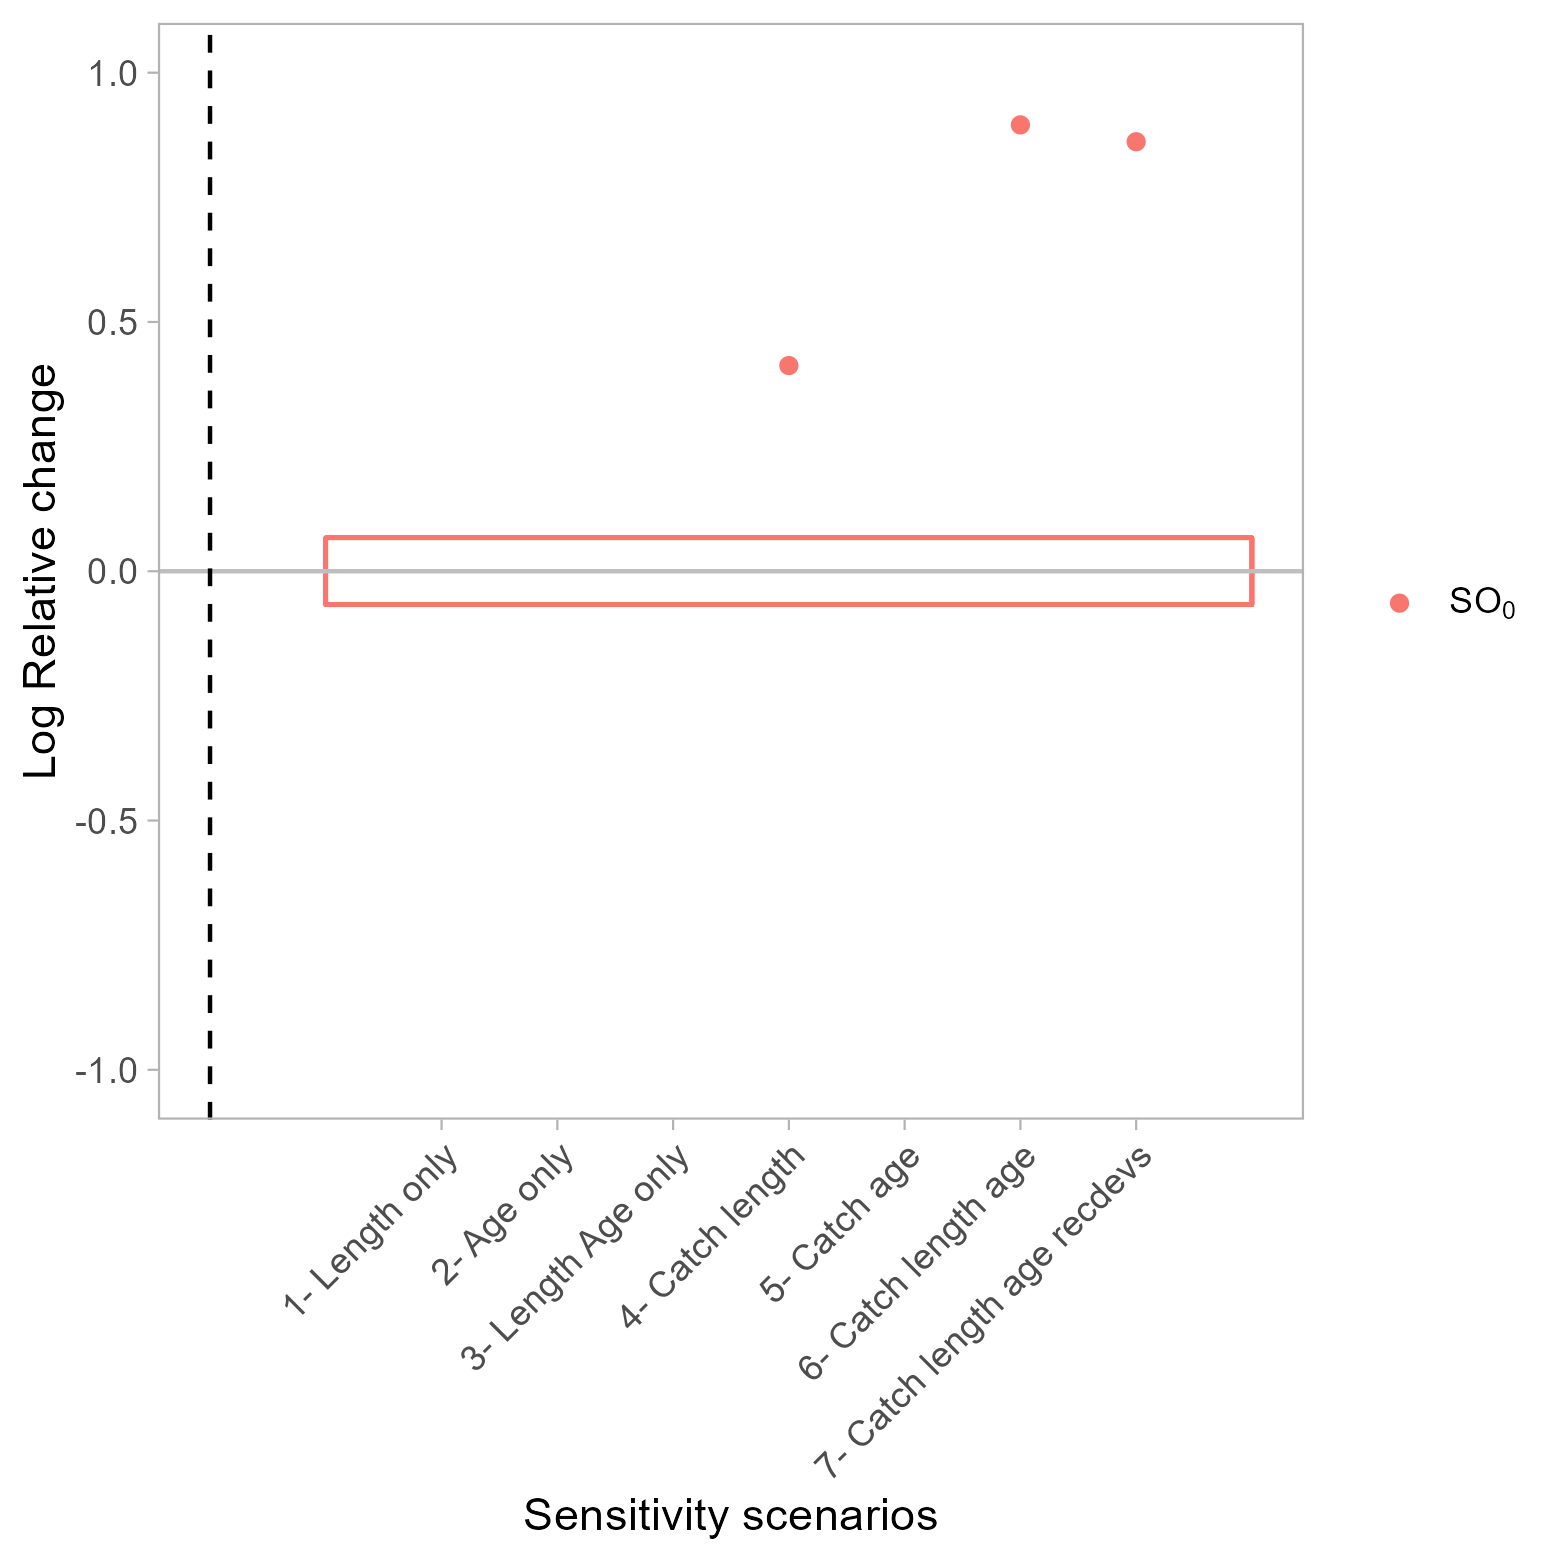 Log Relative change
1.0
0.5
0.0
-0.5
-1.0
1- Length only
2- Age only
3- Length Age only
4- Catch length
5- Catch age
6- Catch length age
7- Catch length age recdevs
Sensitivity scenarios
SO₀